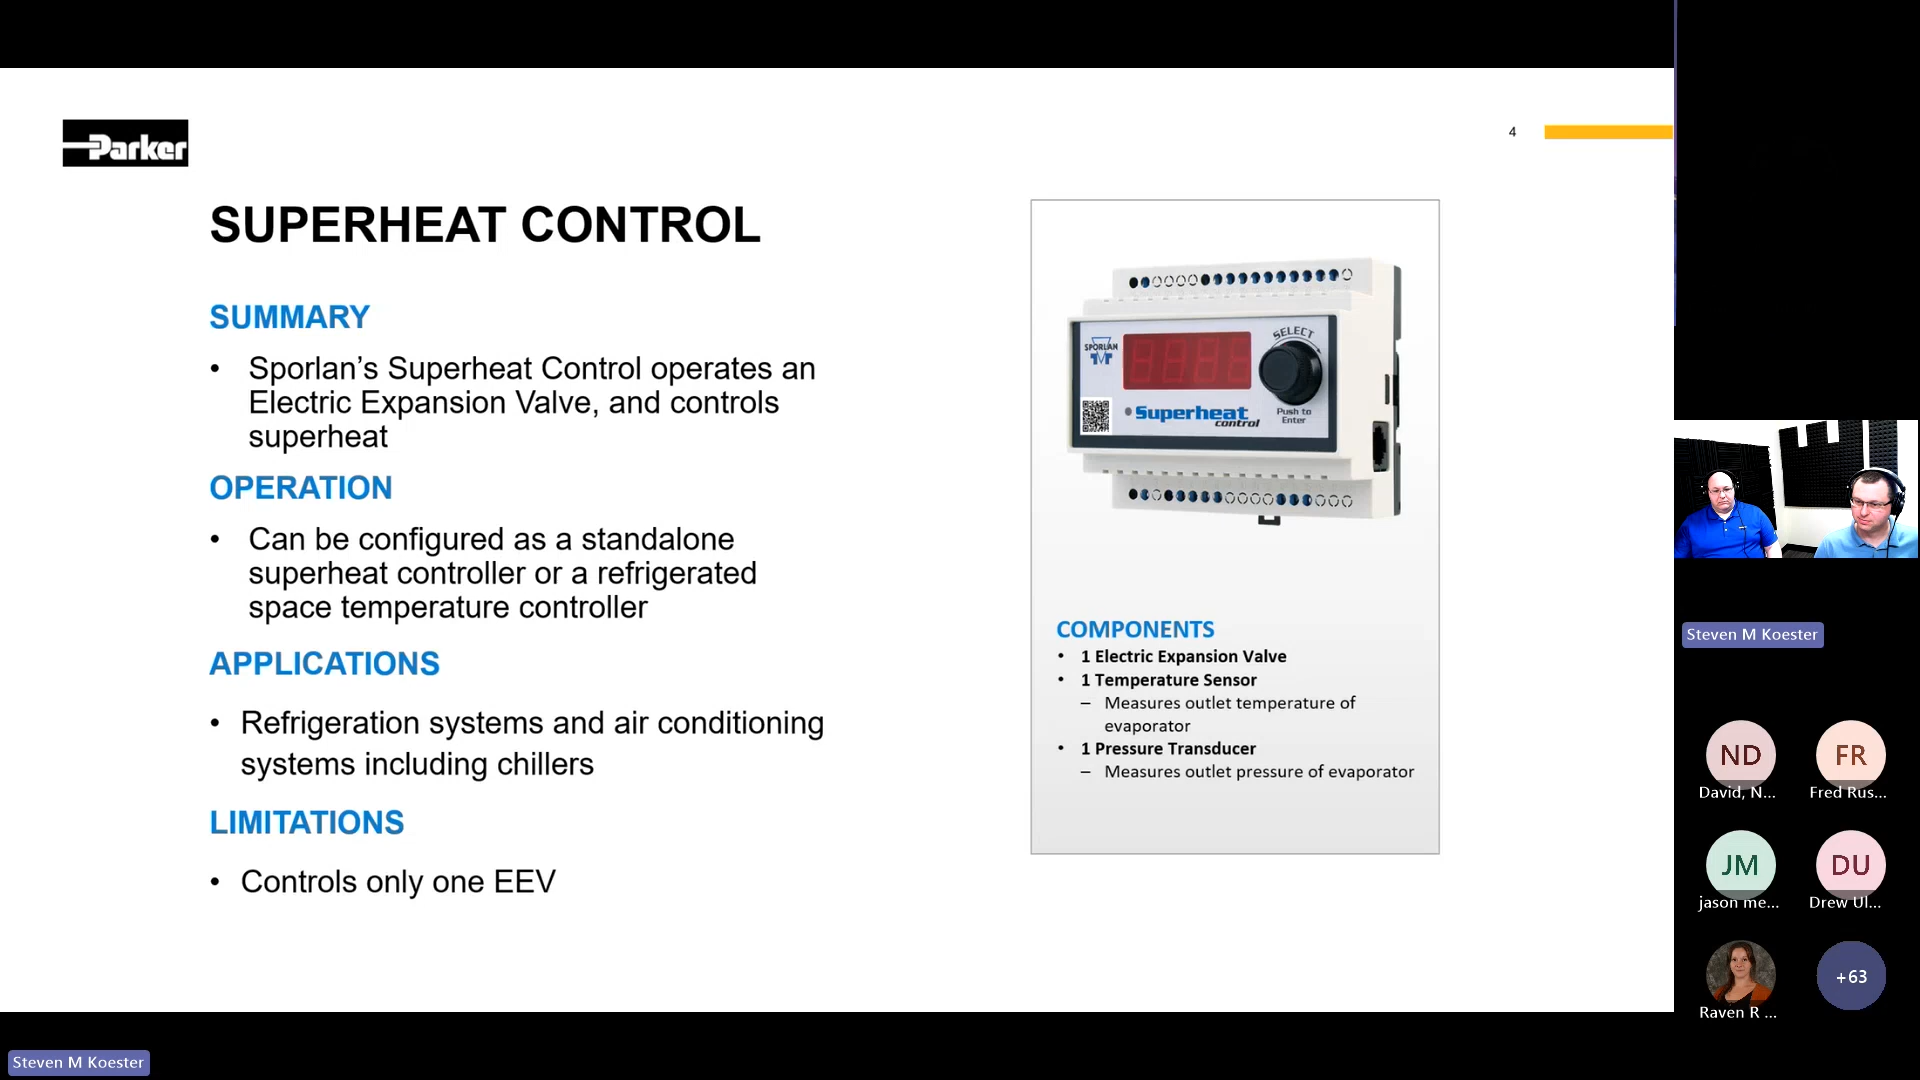 Parker
4
SUPERHEAT CONTROL
SUMMARY
• Sporlan’s Superheat Control operates an
Electric Expansion Valve, and controls
superheat
OPERATION
• Can be configured as a standalone
superheat controller or a refrigerated
space temperature controller
APPLICATIONS
• Refrigeration systems and air conditioning
systems including chillers
LIMITATIONS
• Controls only one EEV
SPORLAN
SELECT
Superheat
control
Push to
Enter
COMPONENTS
• 1 Electric Expansion Valve
• 1 Temperature Sensor
– Measures outlet temperature of
evaporator
• 1 Pressure Transducer
– Measures outlet pressure of evaporator
Steven M Koester
ND
David, N...
FR
Fred Rus...
JM
jason me...
DU
Drew Ul...
Raven R ...
+63
Steven M Koester